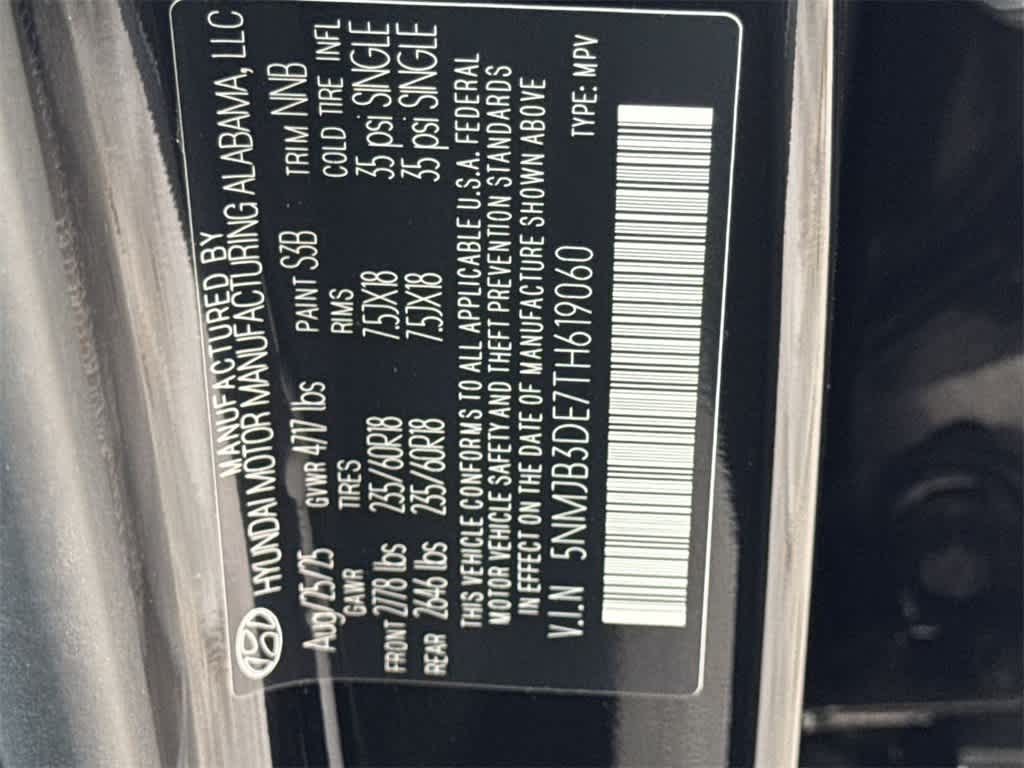 MANUFACTURED BY
HYUNDAI MOTOR MANUFACTURING ALABAMA, LLC
Aug/25/25 GVWR 4717 lbs PAINT S3B TRIM NNB
GAWR TIRES RIMS COLD TIRE INFL
FRONT 2778 lbs 235/60R18 7.5JX18 35 psi SINGLE
REAR 2646 lbs 235/60R18 7.5JX18 35 psi SINGLE
THIS VEHICLE CONFORMS TO ALL APPLICABLE U.S.A. FEDERAL
MOTOR VEHICLE SAFETY AND THEFT PREVENTION STANDARDS
IN EFFECT ON THE DATE OF MANUFACTURE SHOWN ABOVE
V.I.N 5NMJB3DE7TH619060 TYPE: MPV